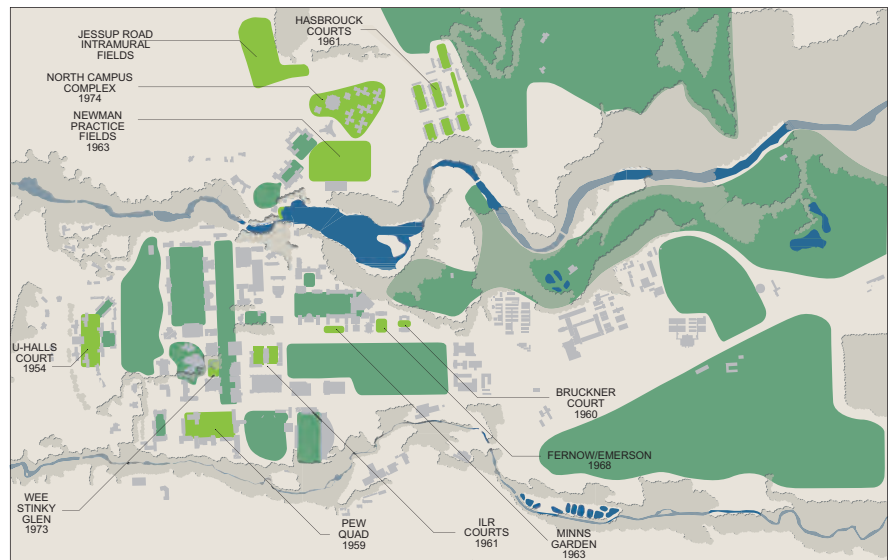 JESSUP ROAD
INTRAMURAL
FIELDS
HASBROUCK
COURTS
1961
NORTH CAMPUS
COMPLEX
1974
NEWMAN
PRACTICE
FIELDS
1963
U-HALLS
COURT
1954
BRUCKNER
COURT
1960
FERNOW/EMERSON
1968
WEE
STINKY
GLEN
1973
PEW
QUAD
1959
ILR
COURTS
1961
MINNS
GARDEN
1963